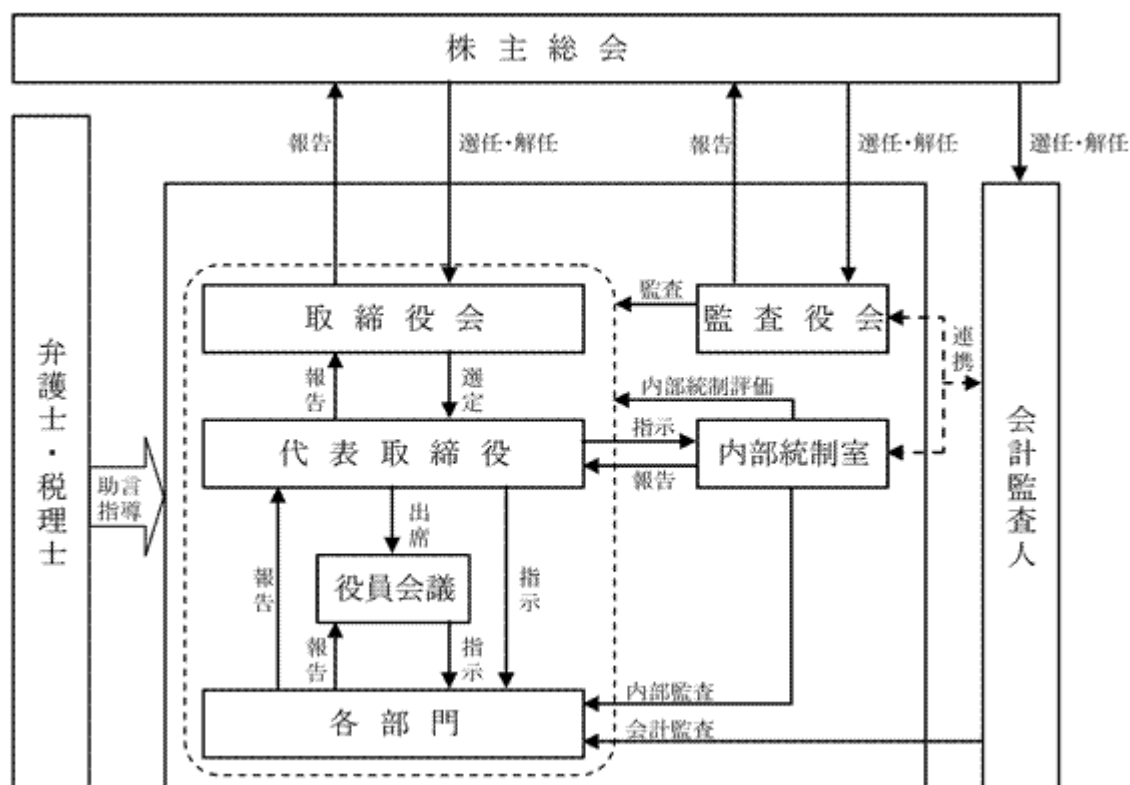 株主総会
報告
選任・解任
報告
選任・解任
選任・解任
取締役会
監査
監査役会
報告
選定
内部統制評価
連携
代表取締役
指示
報告
内部統制室
弁護士・税理士
助言
指導
会計監査人
出席
役員会議
報告
指示
報告
指示
内部監査
各部門
会計監査